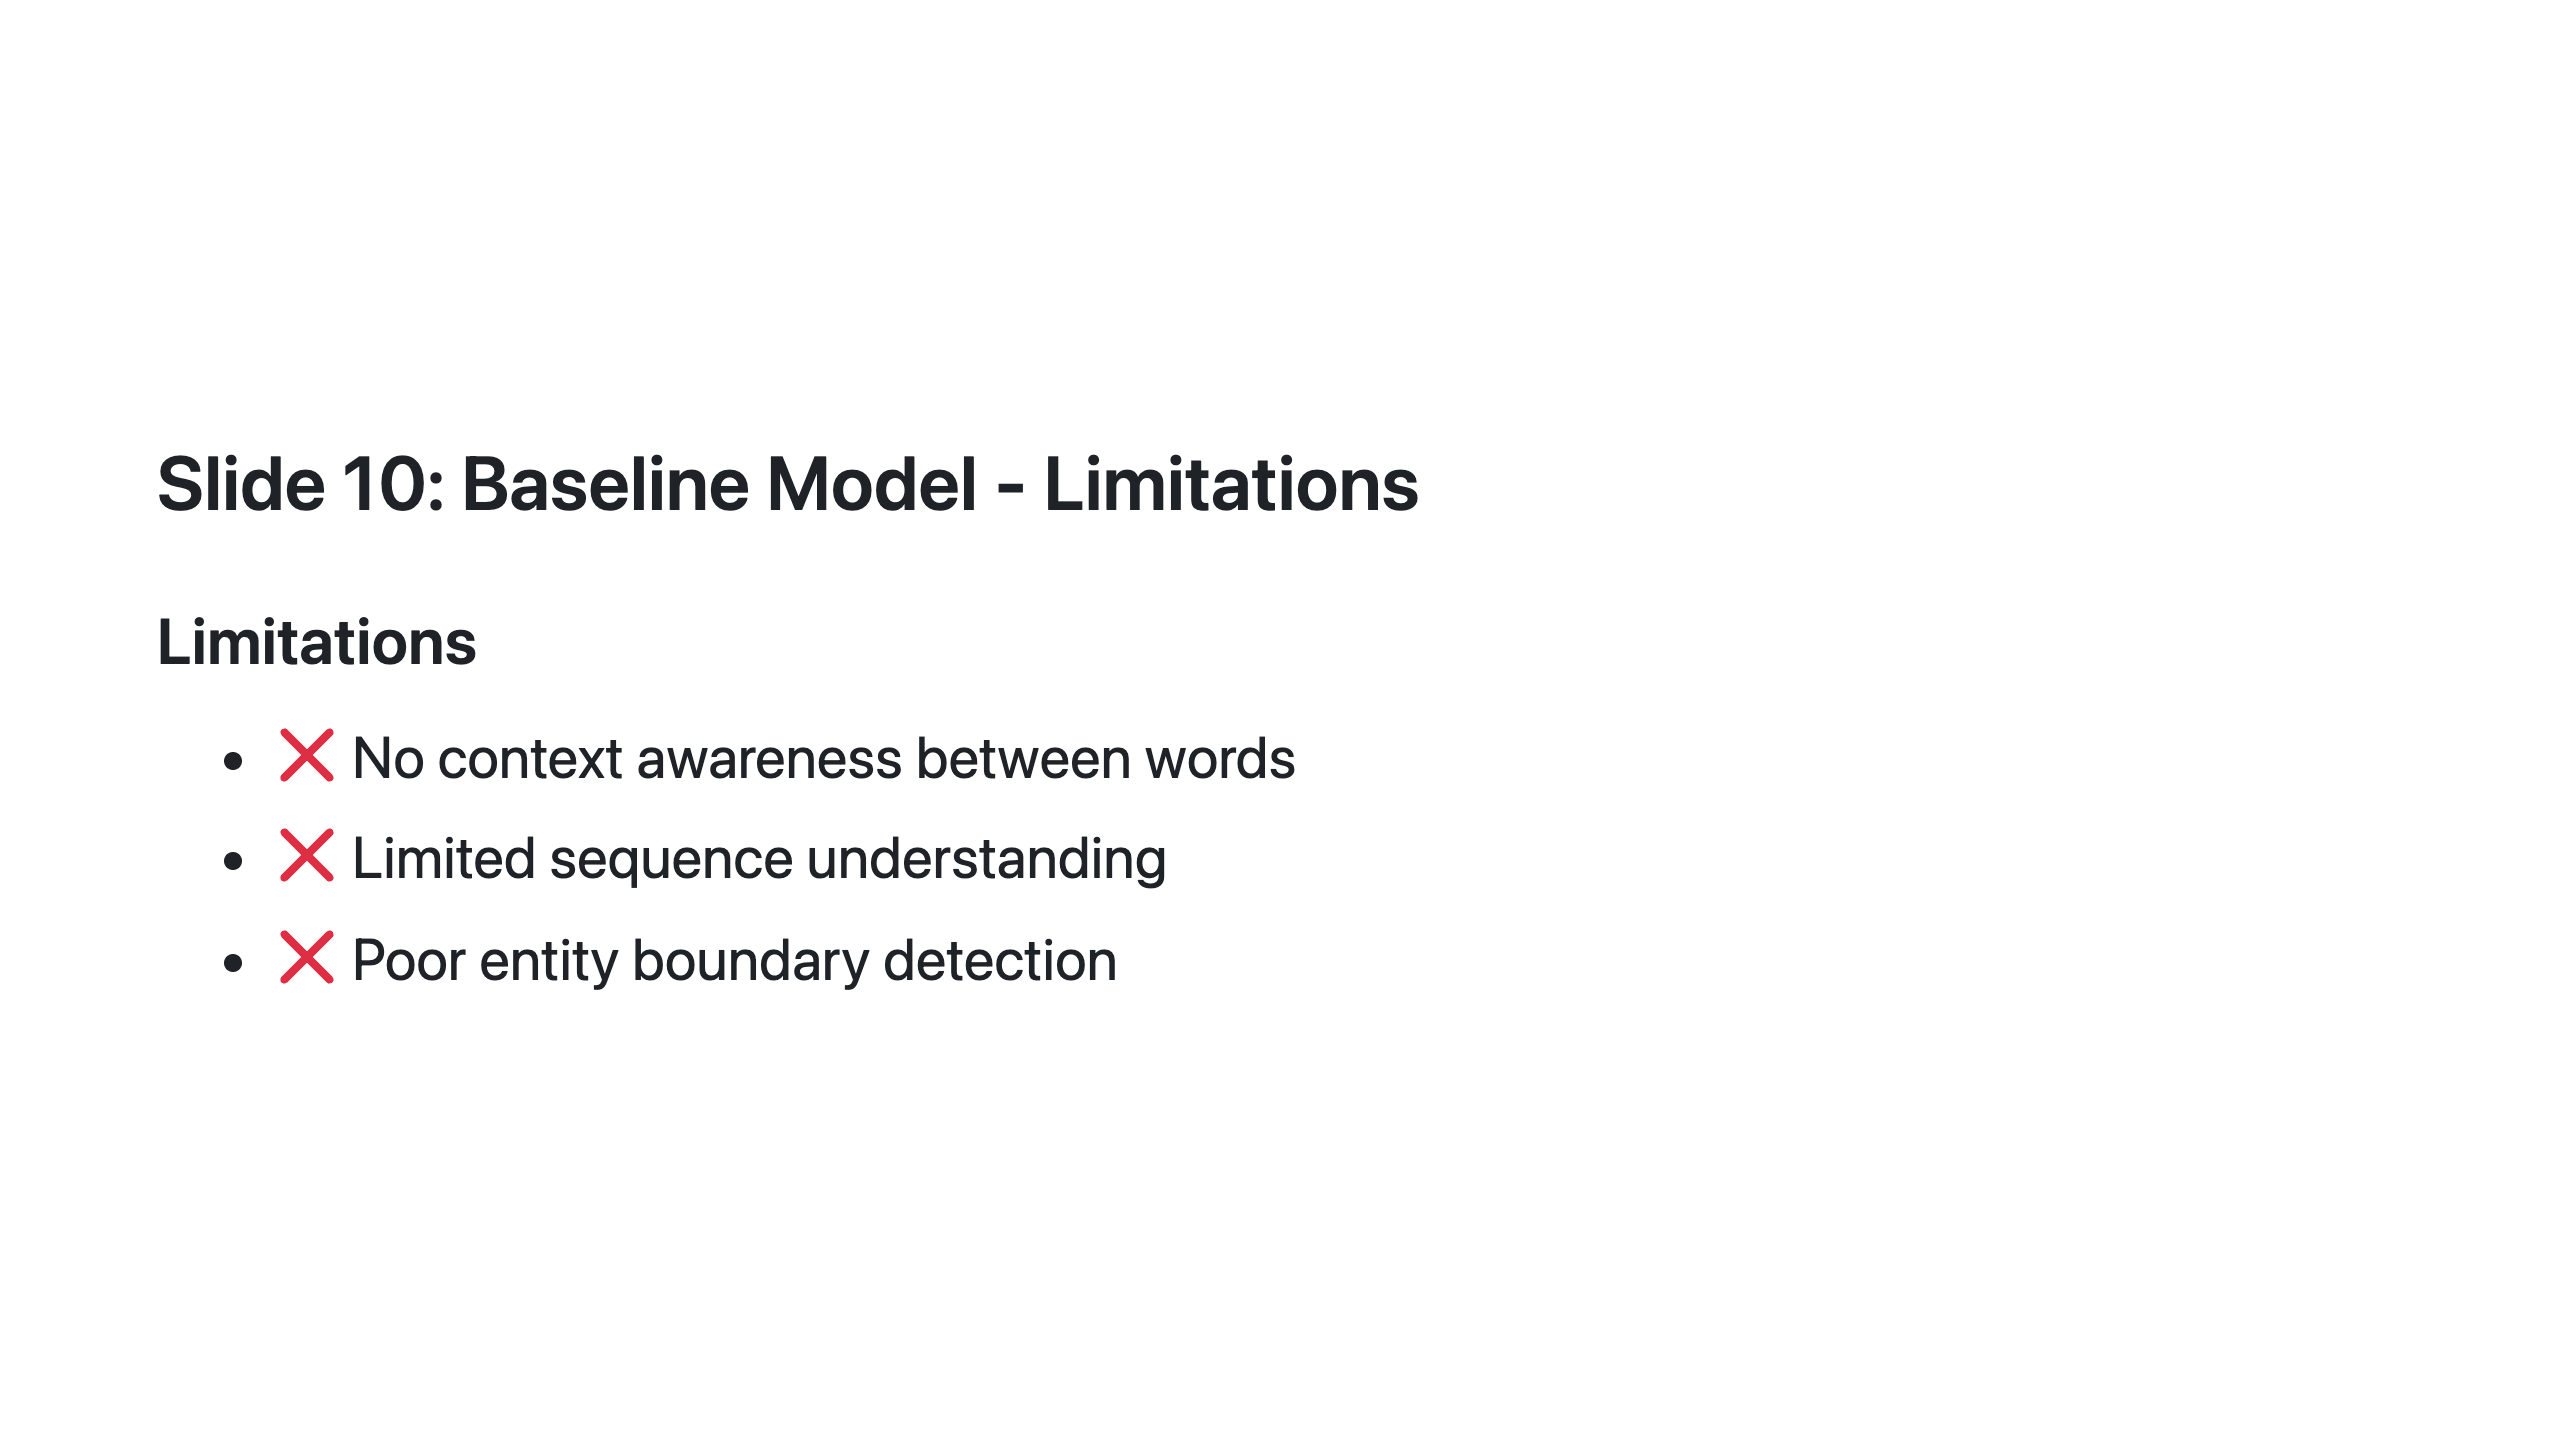 Slide 10: Baseline Model - Limitations
Limitations
• ❌ No context awareness between words
• ❌ Limited sequence understanding
• ❌ Poor entity boundary detection